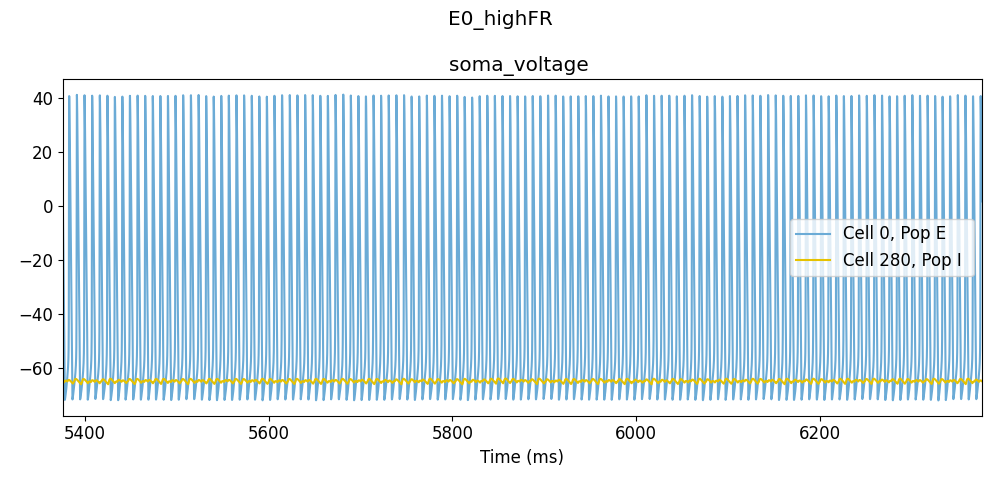 E0_highFR
soma_voltage
40
20
0
−20
−40
−60
Cell 0, Pop E
Cell 280, Pop I
5400 5600 5800 6000 6200
Time (ms)